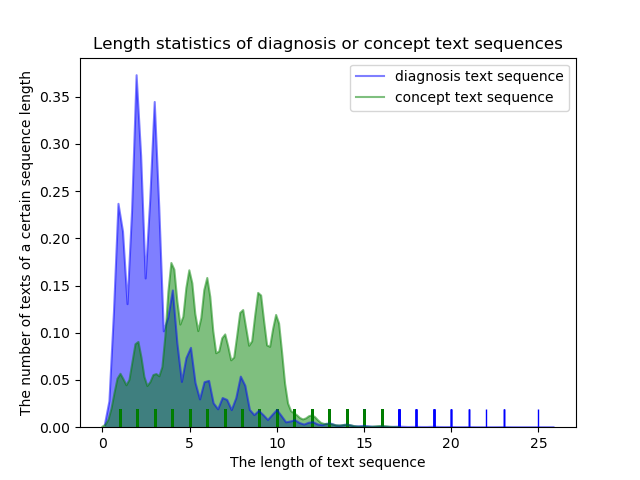 Length statistics of diagnosis or concept text sequences
diagnosis text sequence
concept text sequence
The number of texts of a certain sequence length
0.35
0.30
0.25
0.20
0.15
0.10
0.05
0.00
0 5 10 15 20 25
The length of text sequence